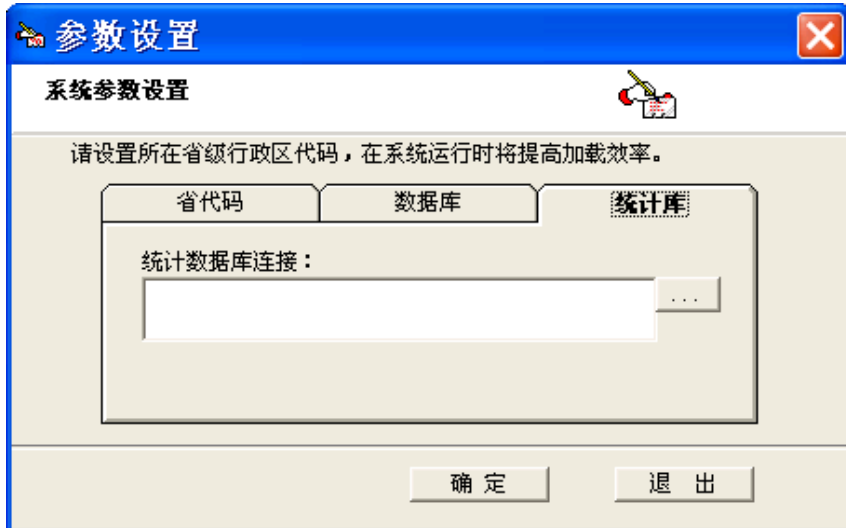 参数设置
系统参数设置
请设置所在省级行政区代码，在系统运行时将提高加载效率。
省代码 数据库 统计库
统计数据库连接：
...
确 定 退 出